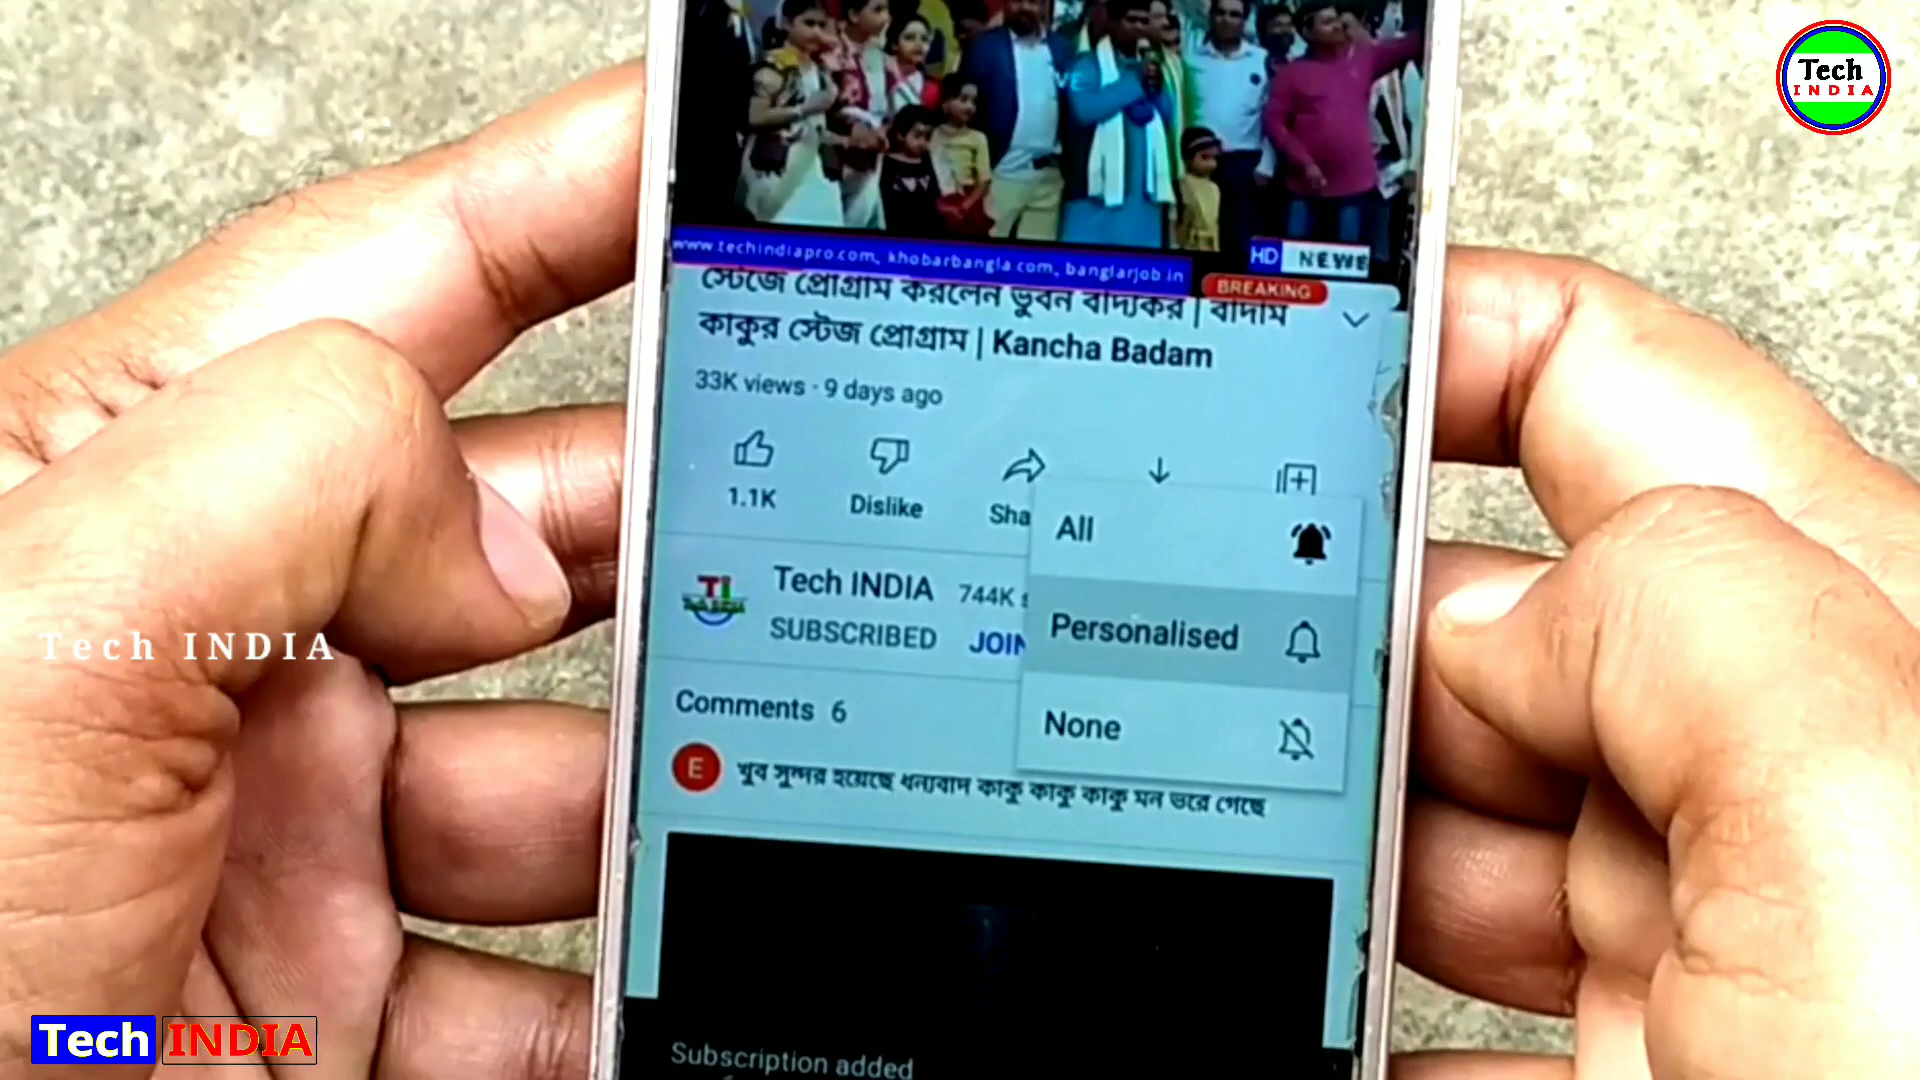 Tech
INDIA
www.techindiapro.com, khobarbangla.com, banglarjob.in
HD NEWS
BREAKING
স্টেজে প্রোগ্রাম করলেন ভুবন বাদ্যকর | বাদাম
কাকুর স্টেজ প্রোগ্রাম | Kancha Badam
33K views · 9 days ago
1.1K
Dislike
Sha
All
Personalised
None
TI
Tech INDIA 744K s
SUBSCRIBED JOIN
Comments 6
E
খুব সুন্দর হয়েছে ধন্যবাদ কাকু কাকু কাকু মন ভরে গেছে
Subscription added
Tech INDIA
Tech INDIA